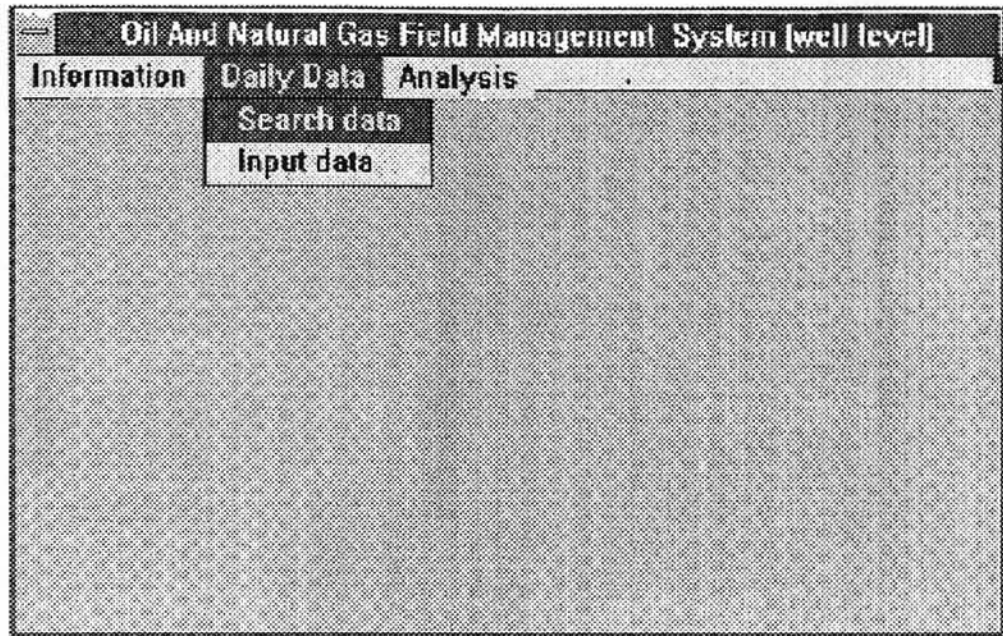 Oil And Natural Gas Field Management System (well level)
Information Daily Data Analysis
Search data
Input data